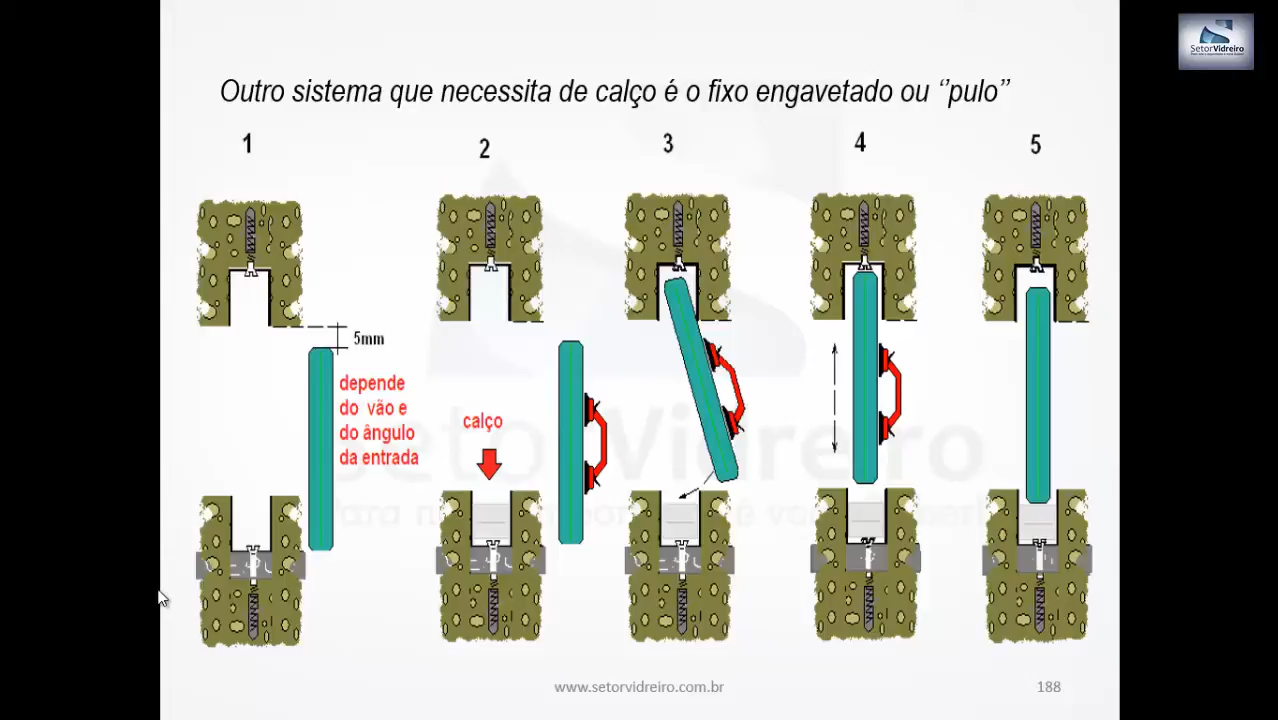 SetorVidreiro
Outro sistema que necessita de calço é o fixo engavetado ou ‘’pulo’’
1
2
3
4
5
5mm
depende
do vão e
do ângulo
da entrada
calço
SetorVidreiro
www.setorvidreiro.com.br
188